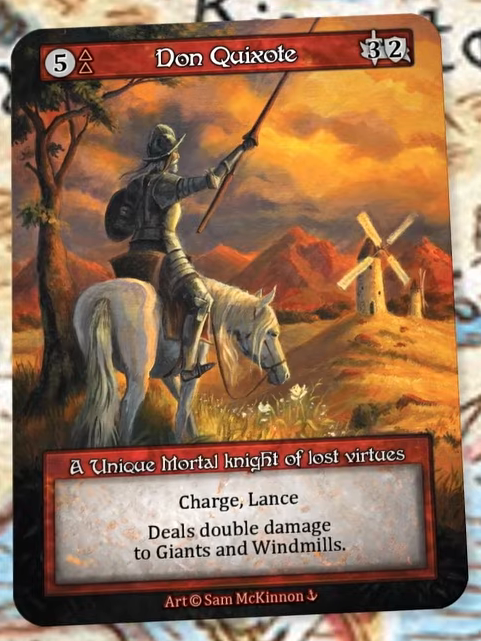 5 Don Quixote 3 2
A Unique Mortal knight of lost virtues
Charge, Lance
Deals double damage
to Giants and Windmills.
Art © Sam McKinnon